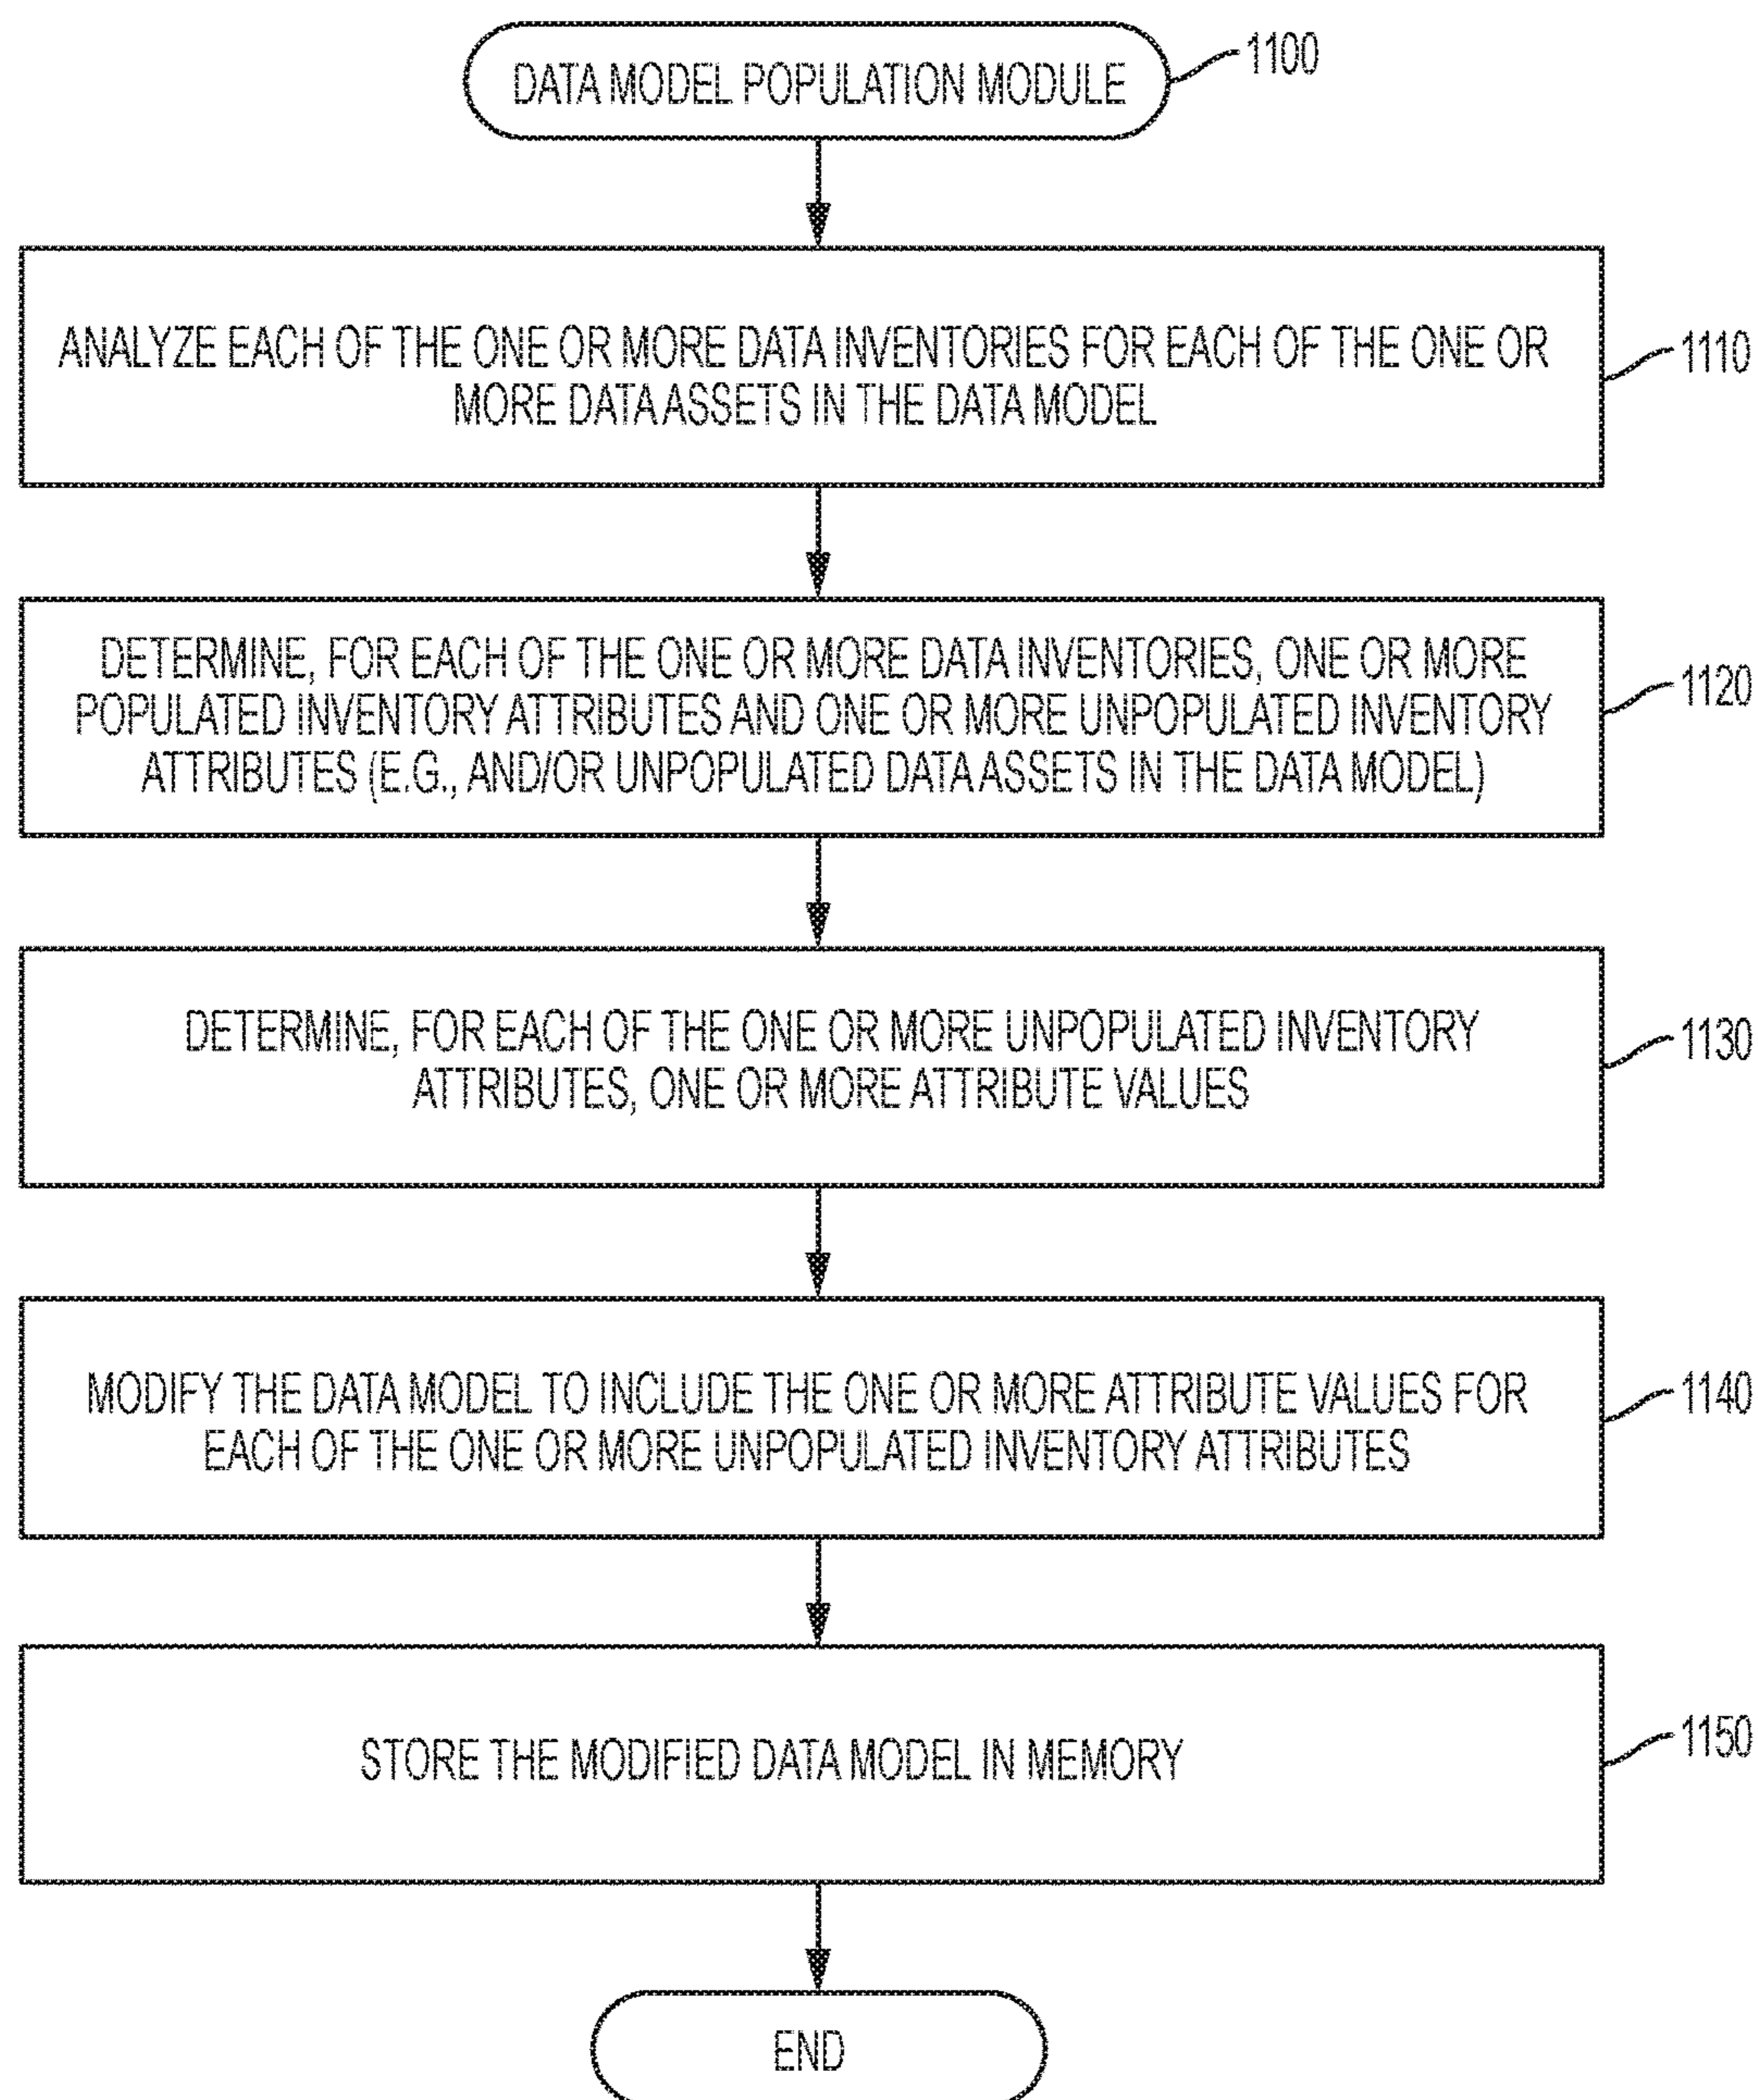 DATA MODEL POPULATION MODULE
1100
ANALYZE EACH OF THE ONE OR MORE DATA INVENTORIES FOR EACH OF THE ONE OR
MORE DATA ASSETS IN THE DATA MODEL
1110
DETERMINE, FOR EACH OF THE ONE OR MORE DATA INVENTORIES, ONE OR MORE
POPULATED INVENTORY ATTRIBUTES AND ONE OR MORE UNPOPULATED INVENTORY
ATTRIBUTES (E.G., AND/OR UNPOPULATED DATA ASSETS IN THE DATA MODEL)
1120
DETERMINE, FOR EACH OF THE ONE OR MORE UNPOPULATED INVENTORY
ATTRIBUTES, ONE OR MORE ATTRIBUTE VALUES
1130
MODIFY THE DATA MODEL TO INCLUDE THE ONE OR MORE ATTRIBUTE VALUES FOR
EACH OF THE ONE OR MORE UNPOPULATED INVENTORY ATTRIBUTES
1140
STORE THE MODIFIED DATA MODEL IN MEMORY
1150
END